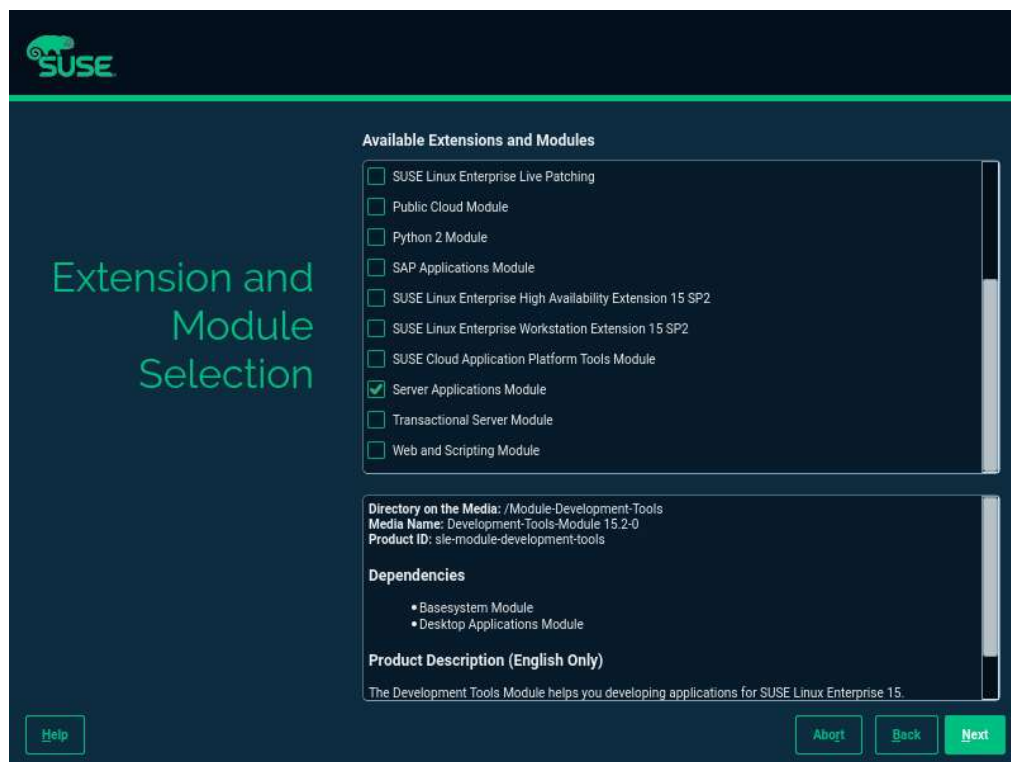 SUSE
Available Extensions and Modules
SUSE Linux Enterprise Live Patching
Public Cloud Module
Python 2 Module
SAP Applications Module
SUSE Linux Enterprise High Availability Extension 15 SP2
SUSE Linux Enterprise Workstation Extension 15 SP2
SUSE Cloud Application Platform Tools Module
Server Applications Module
Transactional Server Module
Web and Scripting Module
Extension and
Module
Selection
Directory on the Media: /Module-Development-Tools
Media Name: Development-Tools-Module 15.2-0
Product ID: sle-module-development-tools
Dependencies
• Basesystem Module
• Desktop Applications Module
Product Description (English Only)
The Development Tools Module helps you developing applications for SUSE Linux Enterprise 15.
Help
Abort
Back
Next